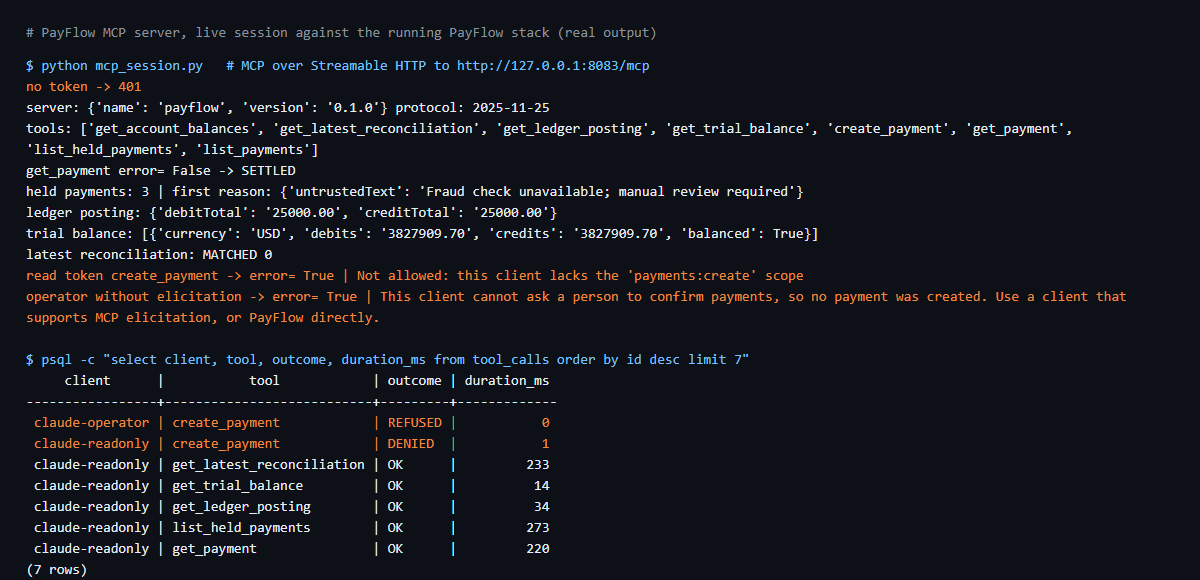 # PayFlow MCP server, live session against the running PayFlow stack (real output)
$ python mcp_session.py   # MCP over Streamable HTTP to http://127.0.0.1:8083/mcp
no token -> 401
server: {'name': 'payflow', 'version': '0.1.0'} protocol: 2025-11-25
tools: ['get_account_balances', 'get_latest_reconciliation', 'get_ledger_posting', 'get_trial_balance', 'create_payment', 'get_payment',
'list_held_payments', 'list_payments']
get_payment error= False -> SETTLED
held payments: 3 | first reason: {'untrustedText': 'Fraud check unavailable; manual review required'}
ledger posting: {'debitTotal': '25000.00', 'creditTotal': '25000.00'}
trial balance: [{'currency': 'USD', 'debits': '3827909.70', 'credits': '3827909.70', 'balanced': True}]
latest reconciliation: MATCHED 0
read token create_payment -> error= True | Not allowed: this client lacks the 'payments:create' scope
operator without elicitation -> error= True | This client cannot ask a person to confirm payments, so no payment was created. Use a client that
supports MCP elicitation, or PayFlow directly.
$ psql -c "select client, tool, outcome, duration_ms from tool_calls order by id desc limit 7"
     client      |           tool            | outcome | duration_ms
-----------------+---------------------------+---------+-------------
 claude-operator | create_payment            | REFUSED |           0
 claude-readonly | create_payment            | DENIED  |           1
 claude-readonly | get_latest_reconciliation | OK      |         233
 claude-readonly | get_trial_balance         | OK      |          14
 claude-readonly | get_ledger_posting        | OK      |          34
 claude-readonly | list_held_payments        | OK      |         273
 claude-readonly | get_payment               | OK      |         220
(7 rows)